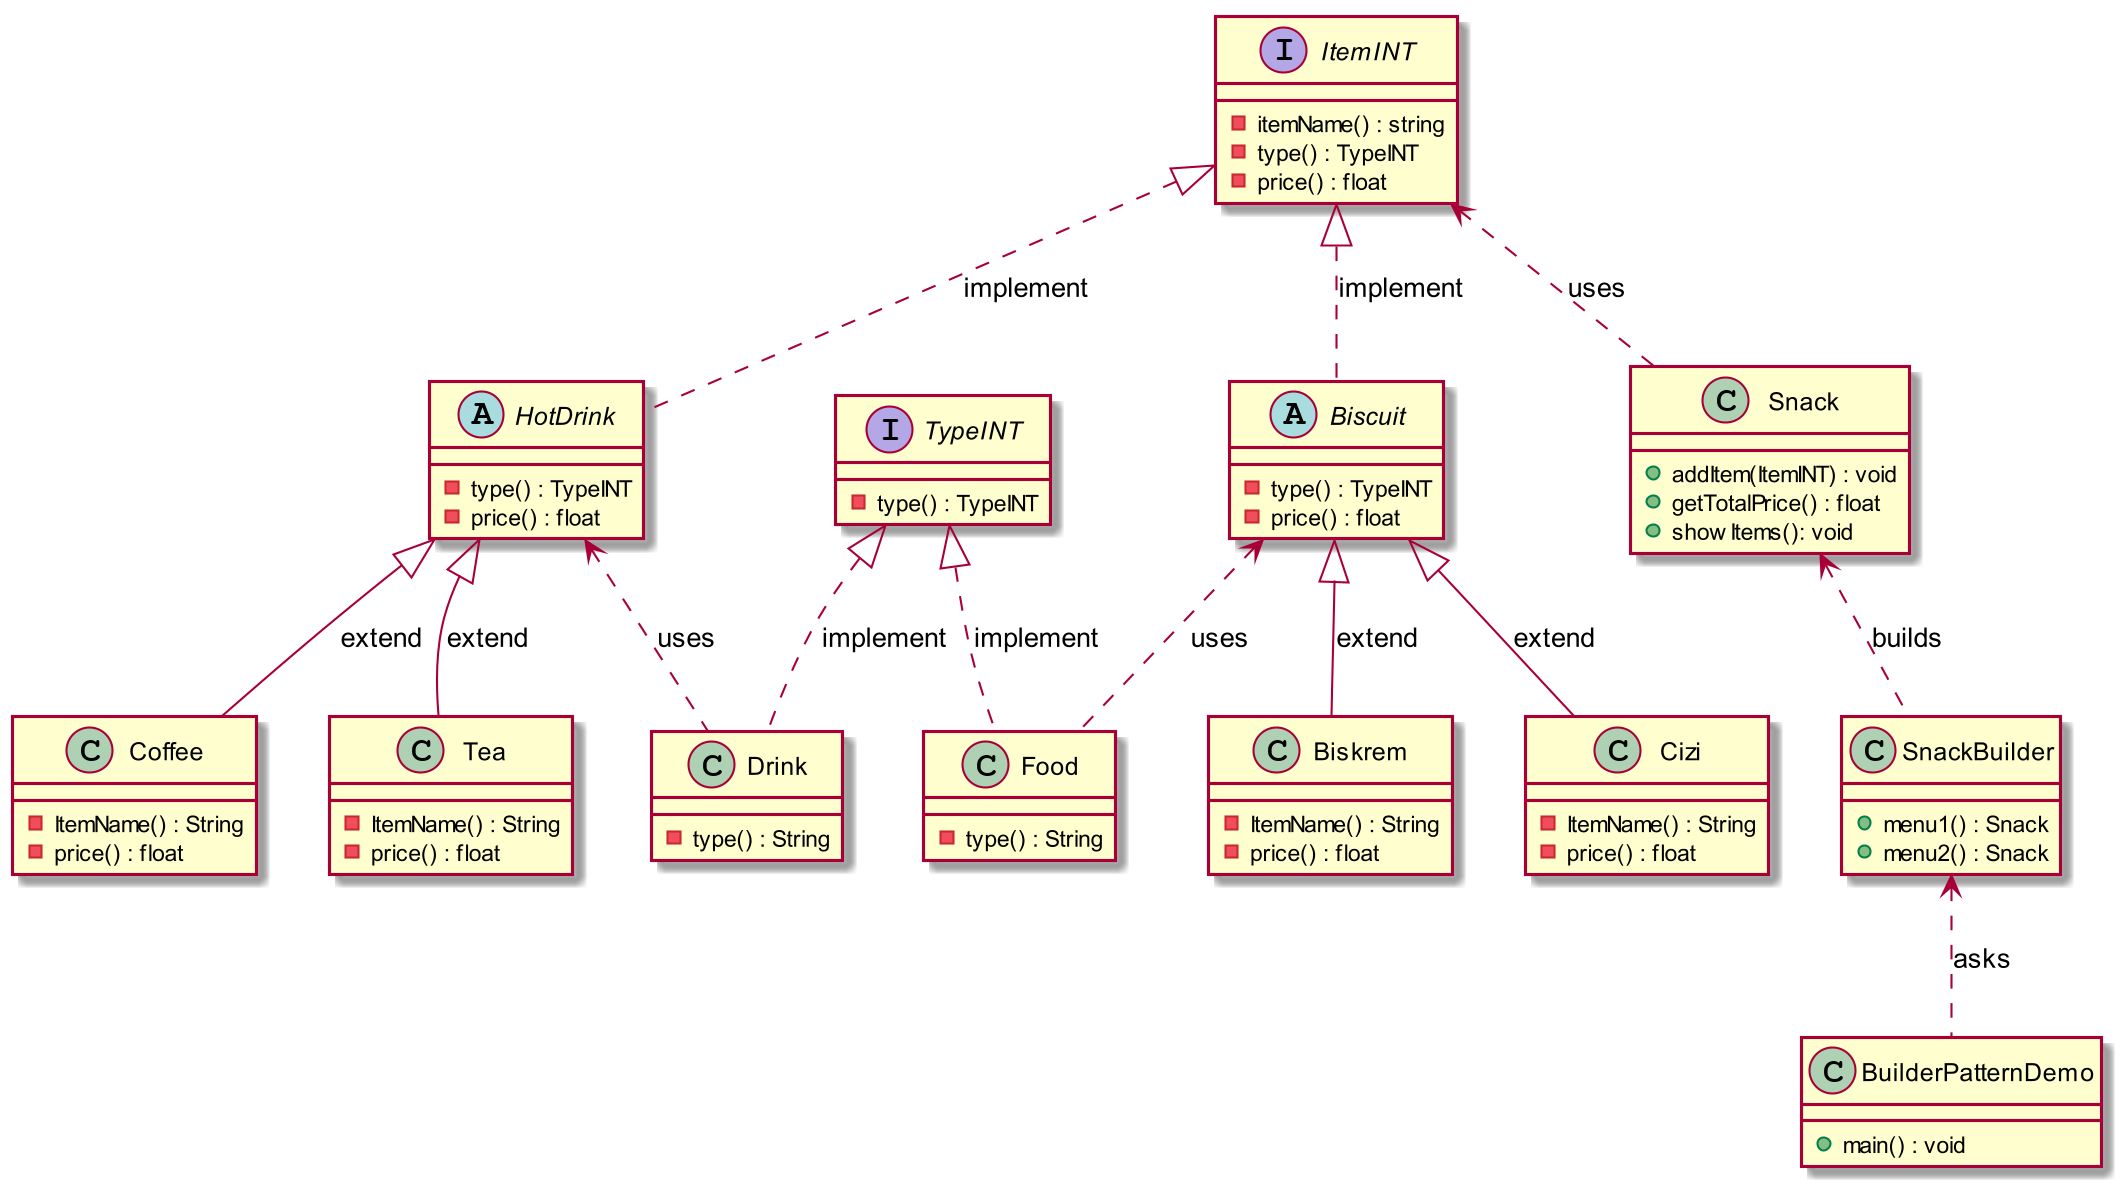 I ItemINT
itemName() : string
type() : TypeINT
price() : float
implement
implement
uses
A HotDrink
type() : TypeINT
price() : float
I TypeINT
type() : TypeINT
A Biscuit
type() : TypeINT
price() : float
C Snack
addItem(ItemINT) : void
getTotalPrice() : float
showItems(): void
extend
extend
uses
implement
implement
uses
extend
extend
builds
C Coffee
ItemName() : String
price() : float
C Tea
ItemName() : String
price() : float
C Drink
type() : String
C Food
type() : String
C Biskrem
ItemName() : String
price() : float
C Cizi
ItemName() : String
price() : float
C SnackBuilder
menu1() : Snack
menu2() : Snack
asks
C BuilderPatternDemo
main() : void